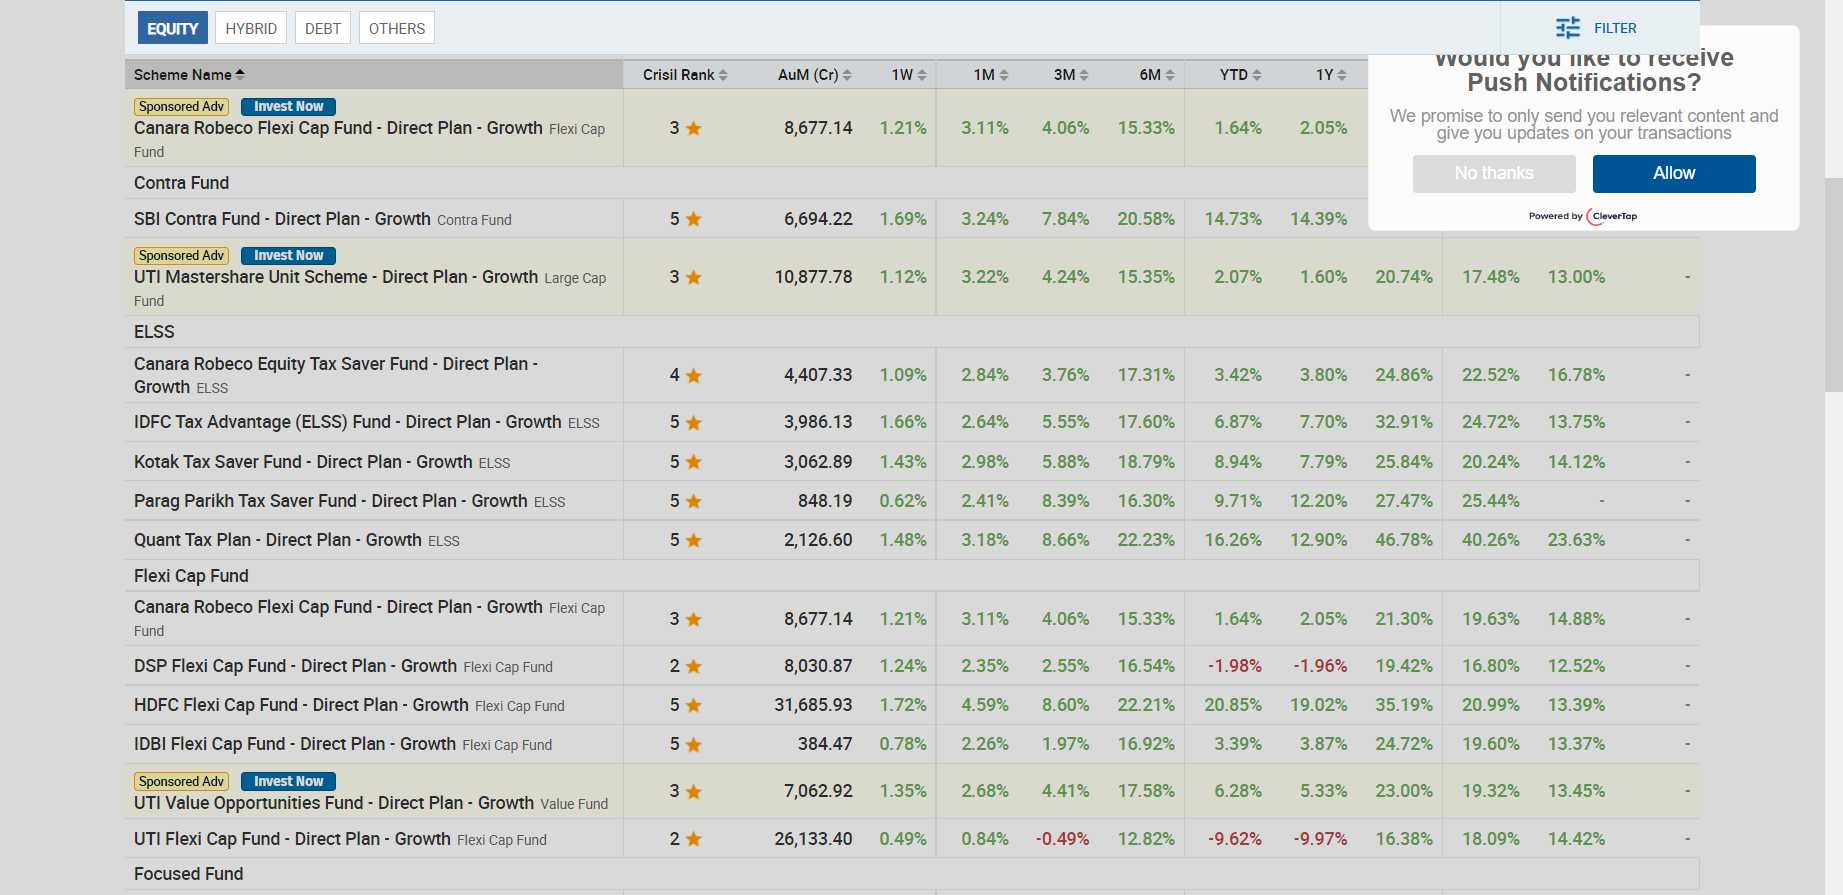 EQUITY HYBRID DEBT OTHERS FILTER
Would you like to receive
Push Notifications?
We promise to only send you relevant content and
give you updates on your transactions
No thanks Allow
Powered by CleverTap
Scheme Name Crisil Rank AuM (Cr) 1W 1M 3M 6M YTD 1Y
Sponsored Adv Invest Now
Canara Robeco Flexi Cap Fund - Direct Plan - Growth Flexi Cap
Fund 3 8,677.14 1.21% 3.11% 4.06% 15.33% 1.64% 2.05%
Contra Fund
SBI Contra Fund - Direct Plan - Growth Contra Fund 5 6,694.22 1.69% 3.24% 7.84% 20.58% 14.73% 14.39%
Sponsored Adv Invest Now
UTI Mastershare Unit Scheme - Direct Plan - Growth Large Cap
Fund 3 10,877.78 1.12% 3.22% 4.24% 15.35% 2.07% 1.60% 20.74% 17.48% 13.00% -
ELSS
Canara Robeco Equity Tax Saver Fund - Direct Plan -
Growth ELSS 4 4,407.33 1.09% 2.84% 3.76% 17.31% 3.42% 3.80% 24.86% 22.52% 16.78% -
IDFC Tax Advantage (ELSS) Fund - Direct Plan - Growth ELSS 5 3,986.13 1.66% 2.64% 5.55% 17.60% 6.87% 7.70% 32.91% 24.72% 13.75% -
Kotak Tax Saver Fund - Direct Plan - Growth ELSS 5 3,062.89 1.43% 2.98% 5.88% 18.79% 8.94% 7.79% 25.84% 20.24% 14.12% -
Parag Parikh Tax Saver Fund - Direct Plan - Growth ELSS 5 848.19 0.62% 2.41% 8.39% 16.30% 9.71% 12.20% 27.47% 25.44% - -
Quant Tax Plan - Direct Plan - Growth ELSS 5 2,126.60 1.48% 3.18% 8.66% 22.23% 16.26% 12.90% 46.78% 40.26% 23.63% -
Flexi Cap Fund
Canara Robeco Flexi Cap Fund - Direct Plan - Growth Flexi Cap
Fund 3 8,677.14 1.21% 3.11% 4.06% 15.33% 1.64% 2.05% 21.30% 19.63% 14.88% -
DSP Flexi Cap Fund - Direct Plan - Growth Flexi Cap Fund 2 8,030.87 1.24% 2.35% 2.55% 16.54% -1.98% -1.96% 19.42% 16.80% 12.52% -
HDFC Flexi Cap Fund - Direct Plan - Growth Flexi Cap Fund 5 31,685.93 1.72% 4.59% 8.60% 22.21% 20.85% 19.02% 35.19% 20.99% 13.39% -
IDBI Flexi Cap Fund - Direct Plan - Growth Flexi Cap Fund 5 384.47 0.78% 2.26% 1.97% 16.92% 3.39% 3.87% 24.72% 19.60% 13.37% -
Sponsored Adv Invest Now
UTI Value Opportunities Fund - Direct Plan - Growth Value Fund 3 7,062.92 1.35% 2.68% 4.41% 17.58% 6.28% 5.33% 23.00% 19.32% 13.45% -
UTI Flexi Cap Fund - Direct Plan - Growth Flexi Cap Fund 2 26,133.40 0.49% 0.84% -0.49% 12.82% -9.62% -9.97% 16.38% 18.09% 14.42% -
Focused Fund